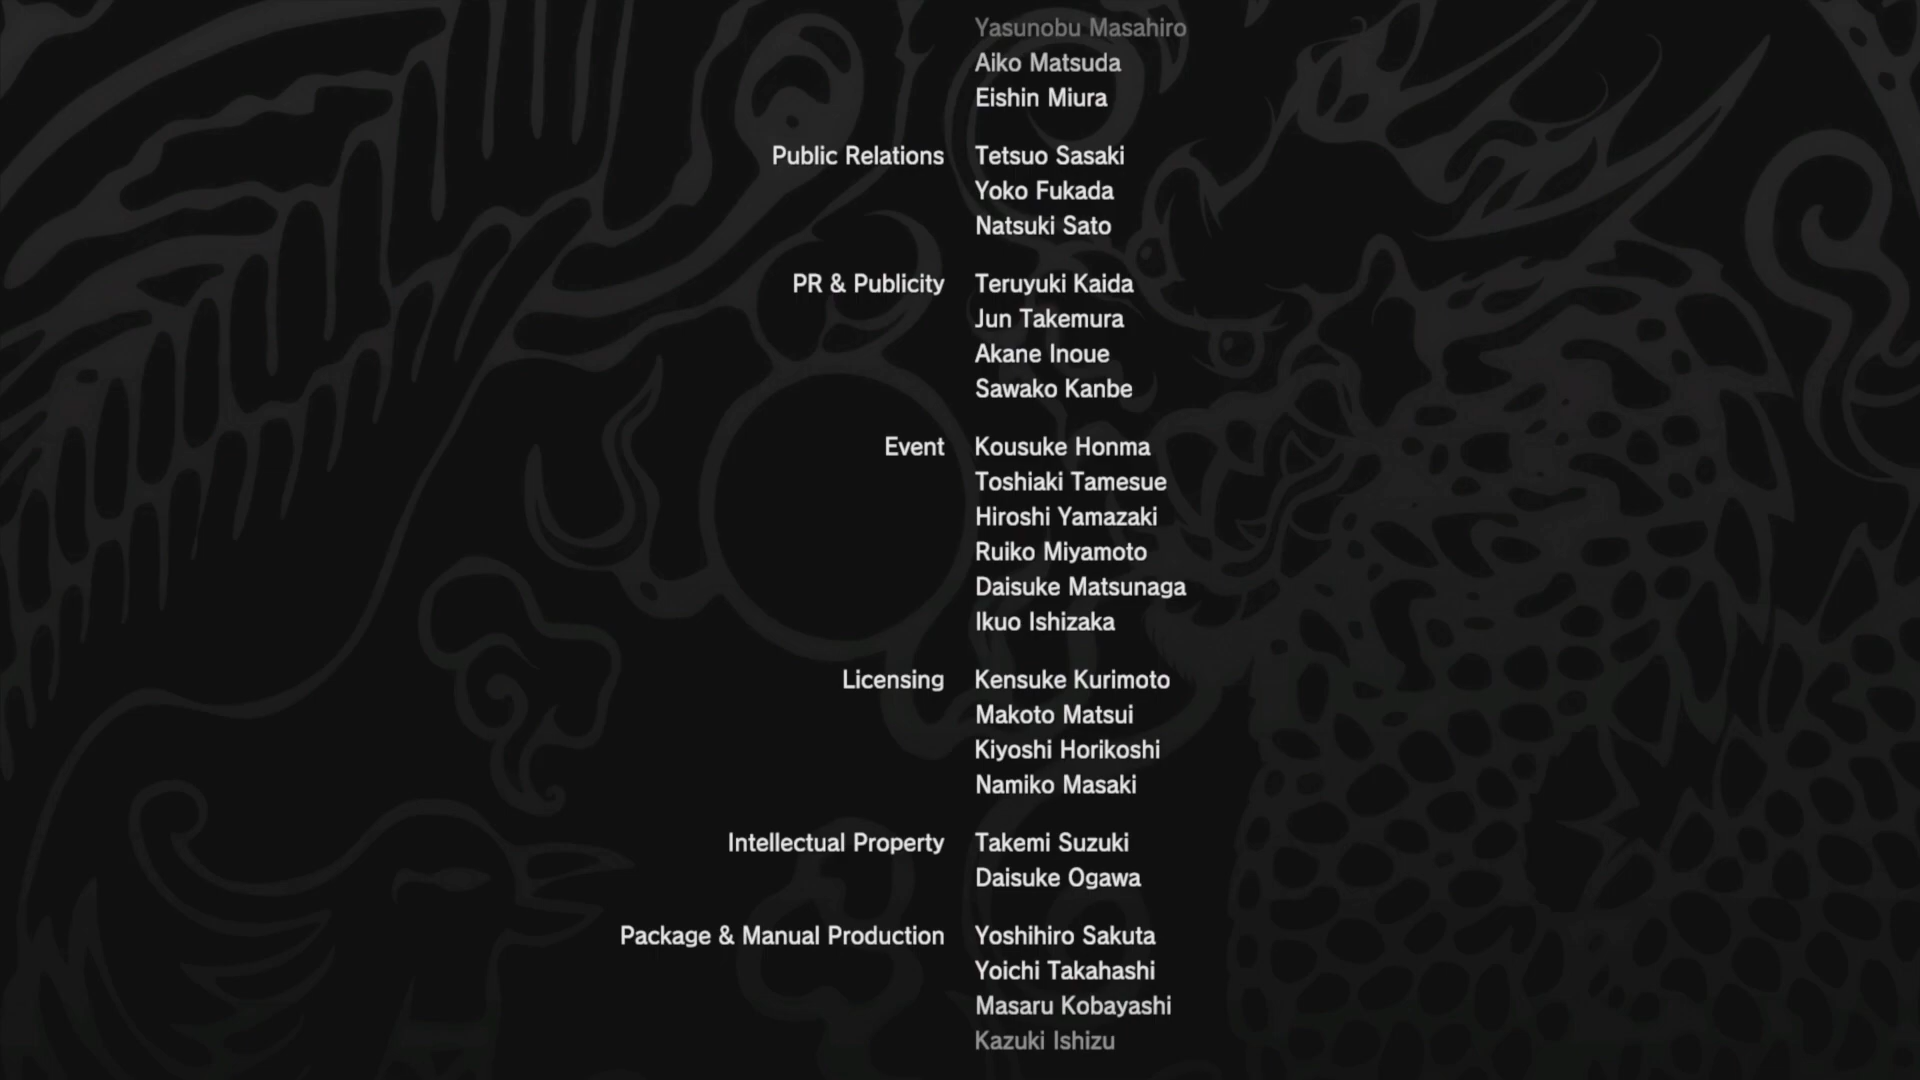 Yasunobu Masahiro
Aiko Matsuda
Eishin Miura
Public Relations Tetsuo Sasaki
Yoko Fukada
Natsuki Sato
PR & Publicity Teruyuki Kaida
Jun Takemura
Akane Inoue
Sawako Kanbe
Event Kousuke Honma
Toshiaki Tamesue
Hiroshi Yamazaki
Ruiko Miyamoto
Daisuke Matsunaga
Ikuo Ishizaka
Licensing Kensuke Kurimoto
Makoto Matsui
Kiyoshi Horikoshi
Namiko Masaki
Intellectual Property Takemi Suzuki
Daisuke Ogawa
Package & Manual Production Yoshihiro Sakuta
Yoichi Takahashi
Masaru Kobayashi
Kazuki Ishizu